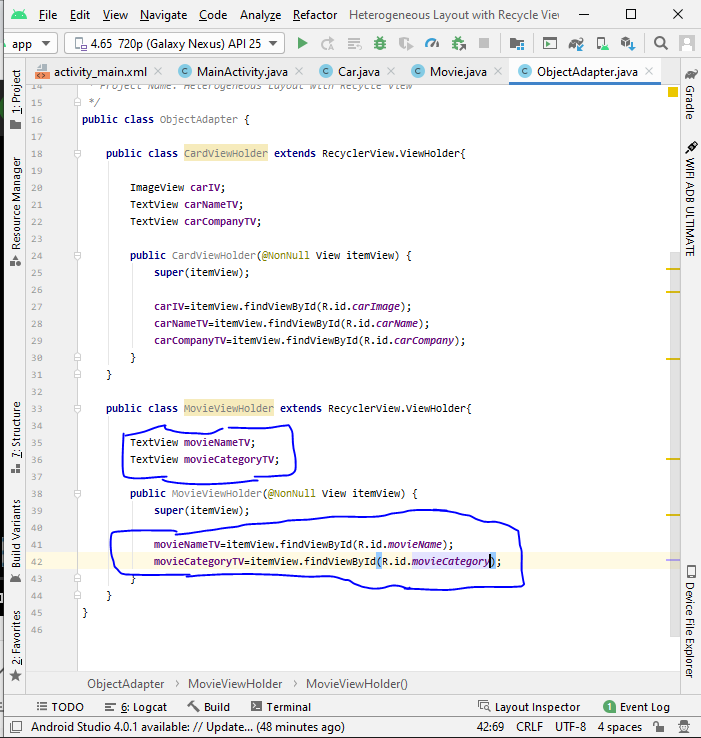 File Edit View Navigate Code Analyze Refactor Heterogeneous Layout with Recycle Viev
app 4.65 720p (Galaxy Nexus) API 25
activity_main.xml MainActivity.java Car.java Movie.java ObjectAdapter.java
14 * Project Name: Heterogeneous Layout with Recycle View
15 */
16 public class ObjectAdapter {
17
18 public class CardViewHolder extends RecyclerView.ViewHolder{
19
20 ImageView carIV;
21 TextView carNameTV;
22 TextView carCompanyTV;
23
24 public CardViewHolder(@NonNull View itemView) {
25 super(itemView);
26
27 carIV=itemView.findViewById(R.id.carImage);
28 carNameTV=itemView.findViewById(R.id.carName);
29 carCompanyTV=itemView.findViewById(R.id.carCompany);
30 }
31 }
32
33 public class MovieViewHolder extends RecyclerView.ViewHolder{
34
35 TextView movieNameTV;
36 TextView movieCategoryTV;
37
38 public MovieViewHolder(@NonNull View itemView) {
39 super(itemView);
40
41 movieNameTV=itemView.findViewById(R.id.movieName);
42 movieCategoryTV=itemView.findViewById(R.id.movieCategory);
43 }
44 }
45 }
46
1: Project
Resource Manager
7: Structure
Build Variants
2: Favorites
Gradle
WIFI ADB ULTIMATE
Device File Explorer
ObjectAdapter MovieViewHolder MovieViewHolder()
TODO 6: Logcat Build Terminal Layout Inspector 1 Event Log
Android Studio 4.0.1 available: // Update... (48 minutes ago) 42:69 CRLF UTF-8 4 spaces